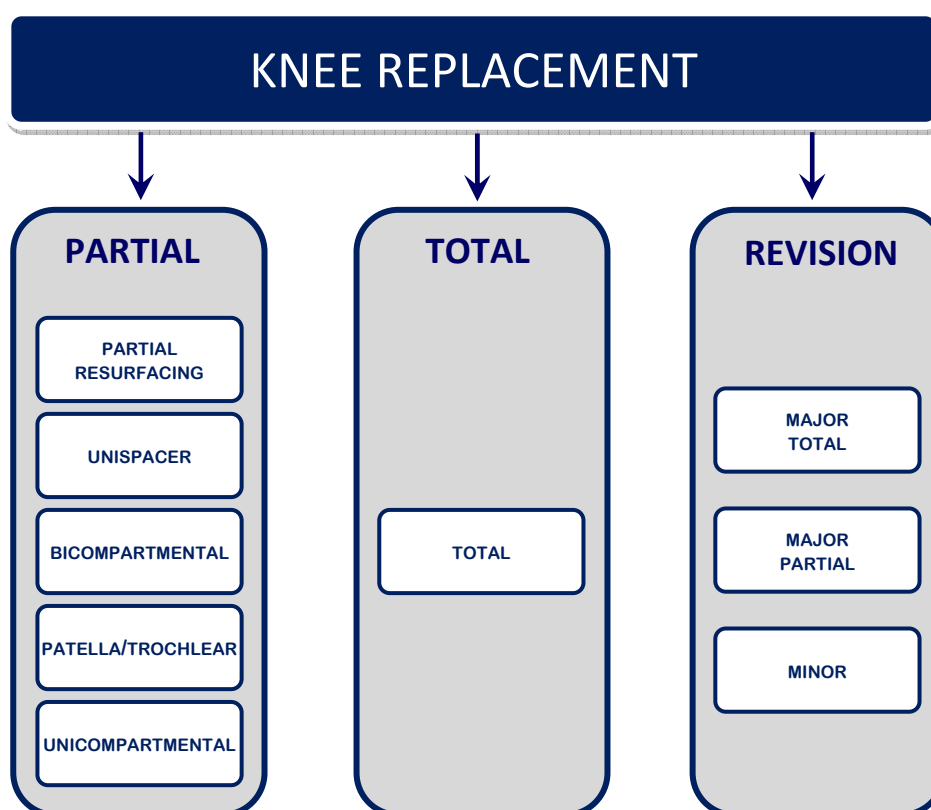 KNEE REPLACEMENT
PARTIAL
PARTIAL
RESURFACING
UNISPACER
BICOMPARTMENTAL
PATELLA/TROCHLEAR
UNICOMPARTMENTAL
TOTAL
TOTAL
REVISION
MAJOR
TOTAL
MAJOR
PARTIAL
MINOR